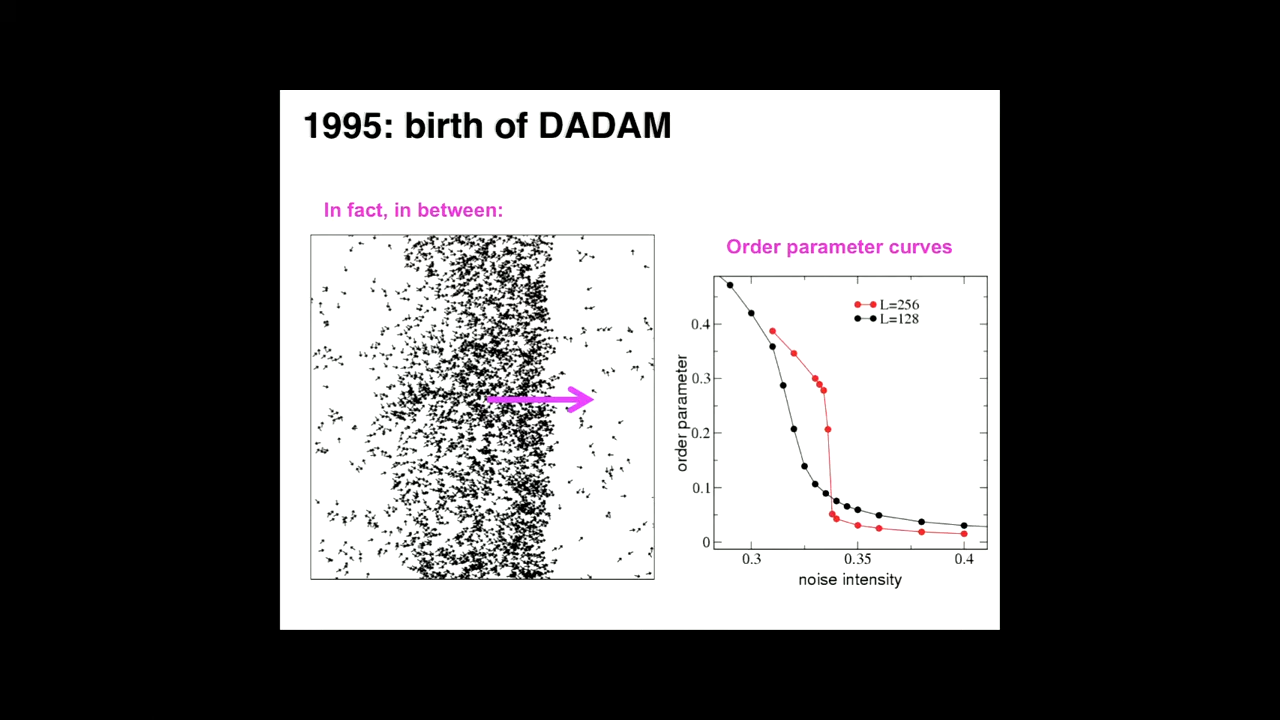 1995: birth of DADAM
In fact, in between:
Order parameter curves
L=256
L=128
order parameter
0.4
0.3
0.2
0.1
0
0.3
0.35
0.4
noise intensity